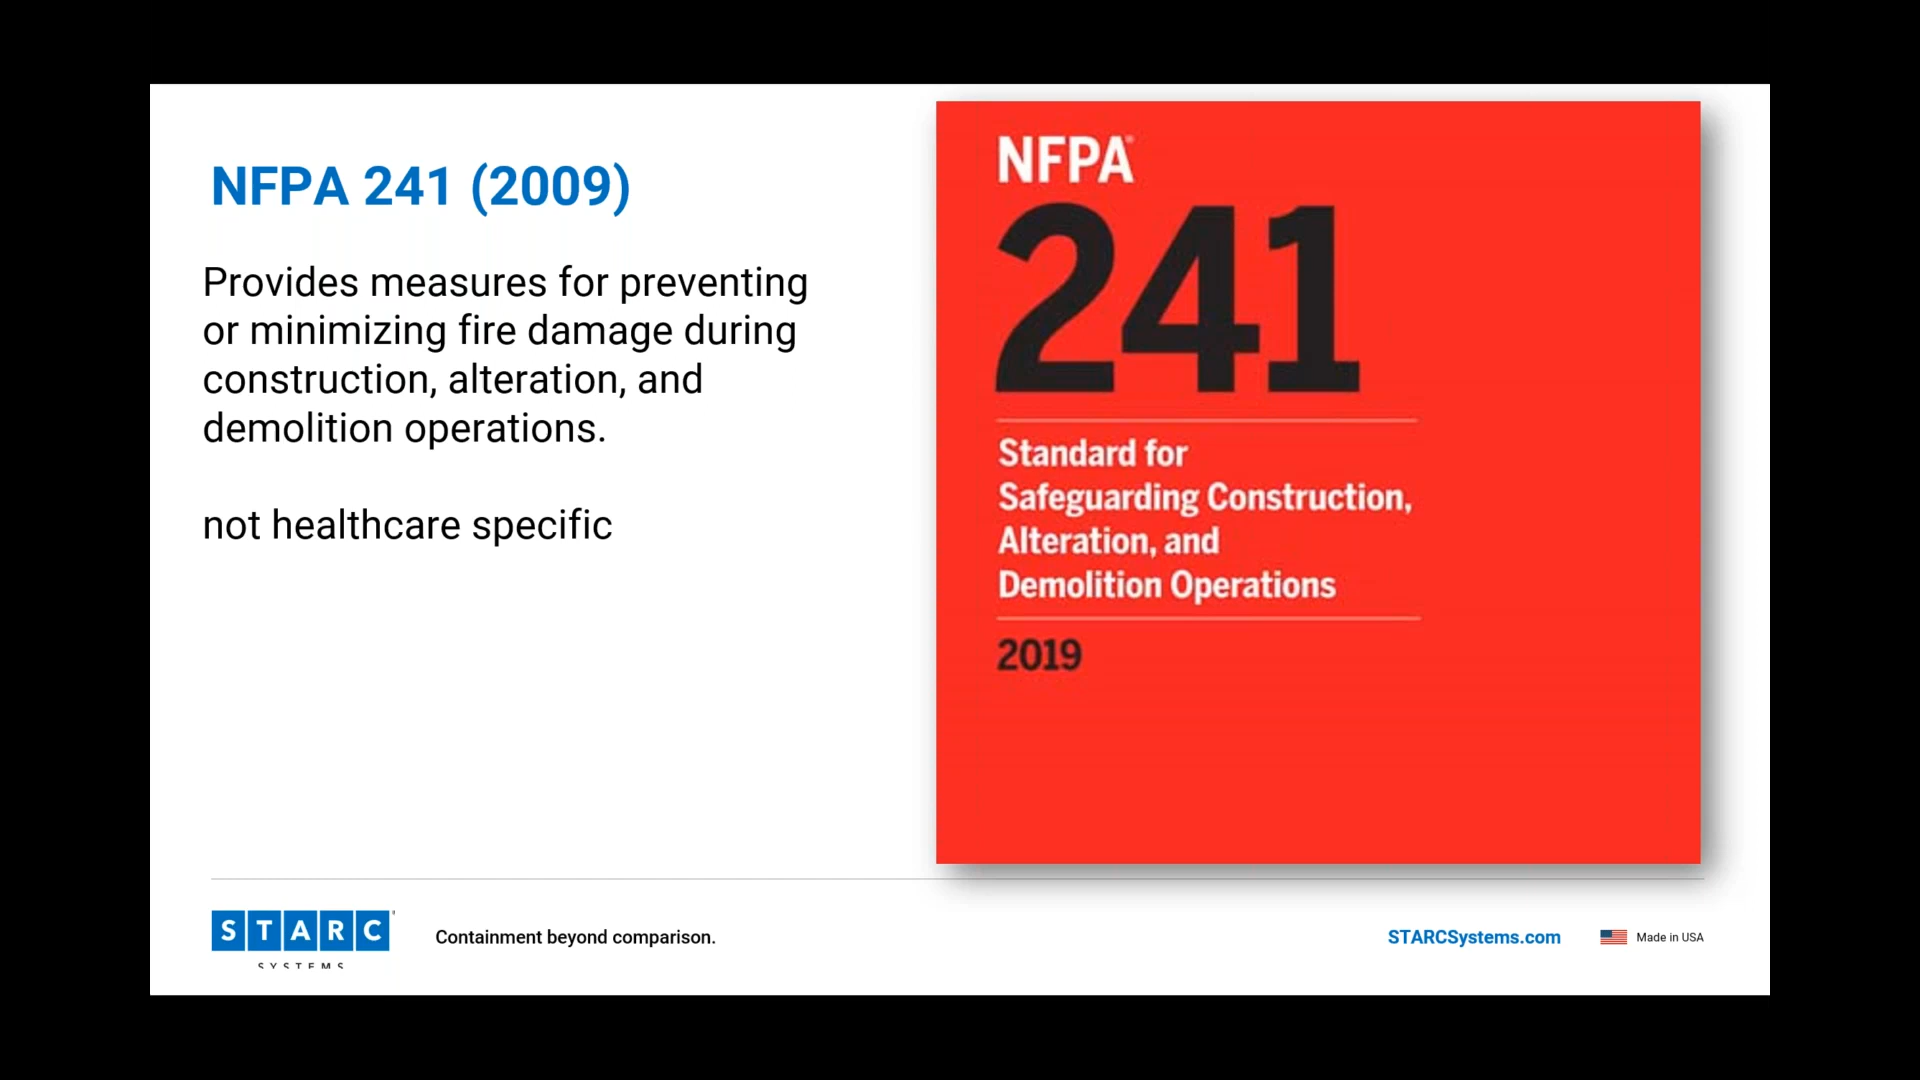 NFPA 241 (2009)
Provides measures for preventing
or minimizing fire damage during
construction, alteration, and
demolition operations.
not healthcare specific
NFPA®
241
Standard for
Safeguarding Construction,
Alteration, and
Demolition Operations
2019
STARC
SYSTEMS
Containment beyond comparison.
STARCSystems.com
Made in USA